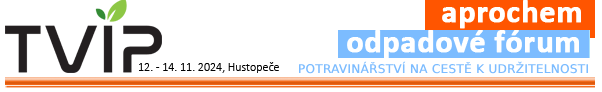 TVIP
12. - 14. 11. 2024, Hustopeče
aprochem
odpadové fórum
POTRAVINÁŘSTVÍ NA CESTĚ K UDRŽITELNOSTI